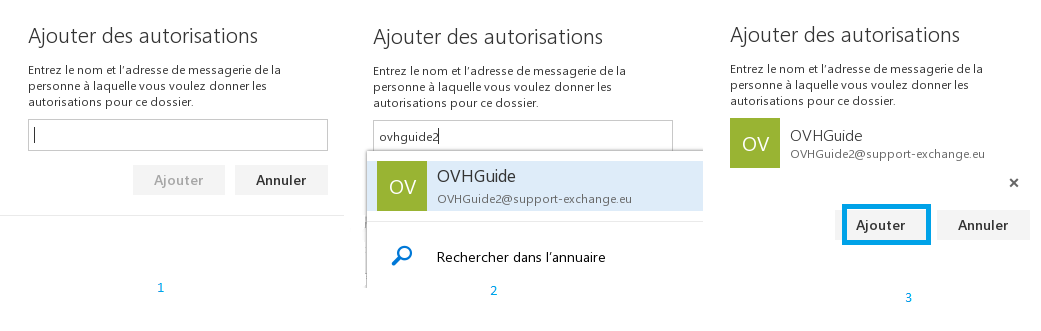 Ajouter des autorisations
Entrez le nom et l'adresse de messagerie de la
personne à laquelle vous voulez donner les
autorisations pour ce dossier.
Ajouter
Annuler
1
Ajouter des autorisations
Entrez le nom et l'adresse de messagerie de la
personne à laquelle vous voulez donner les
autorisations pour ce dossier.
ovhguide2
OV
OVHGuide
OVHGuide2@support-exchange.eu
Rechercher dans l'annuaire
2
Ajouter des autorisations
Entrez le nom et l'adresse de messagerie de la
personne à laquelle vous voulez donner les
autorisations pour ce dossier.
OV
OVHGuide
OVHGuide2@support-exchange.eu
Ajouter
Annuler
3